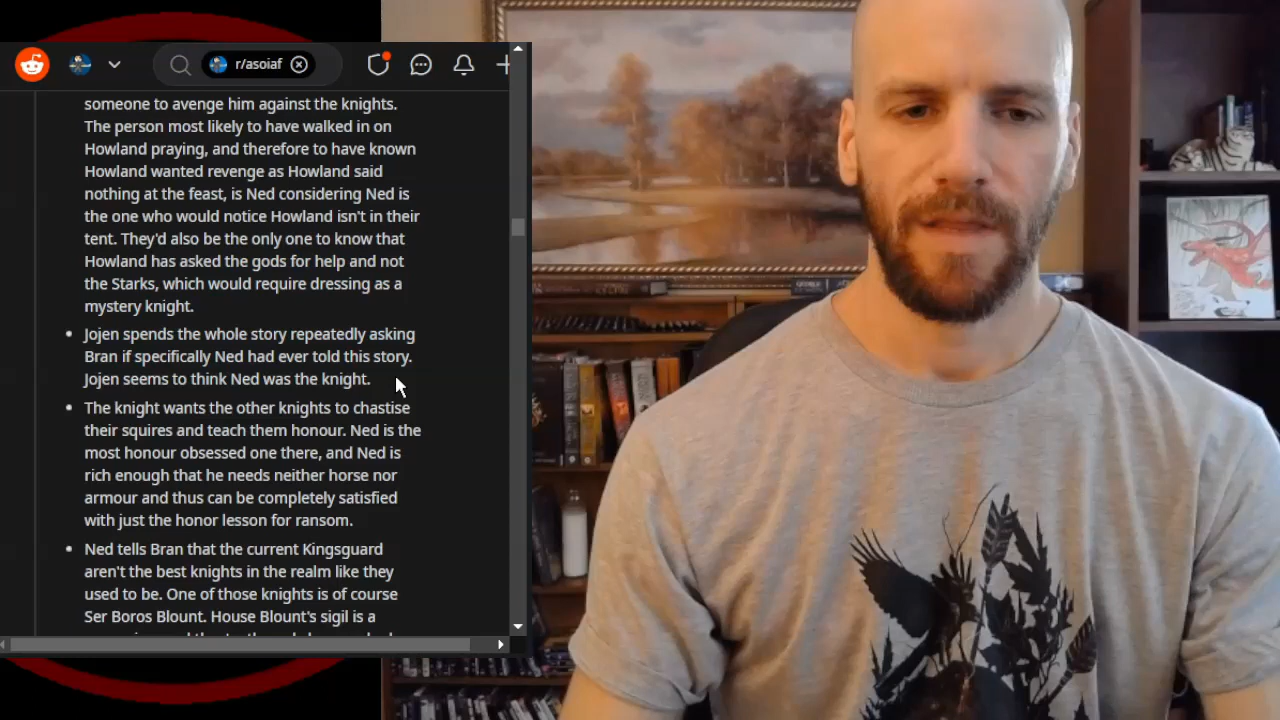 r/asoiaf
someone to avenge him against the knights.
The person most likely to have walked in on
Howland praying, and therefore to have known
Howland wanted revenge as Howland said
nothing at the feast, is Ned considering Ned is
the one who would notice Howland isn't in their
tent. They'd also be the only one to know that
Howland has asked the gods for help and not
the Starks, which would require dressing as a
mystery knight.
• Jojen spends the whole story repeatedly asking
Bran if specifically Ned had ever told this story.
Jojen seems to think Ned was the knight.
• The knight wants the other knights to chastise
their squires and teach them honour. Ned is the
most honour obsessed one there, and Ned is
rich enough that he needs neither horse nor
armour and thus can be completely satisfied
with just the honor lesson for ransom.
• Ned tells Bran that the current Kingsguard
aren't the best knights in the realm like they
used to be. One of those knights is of course
Ser Boros Blount. House Blount's sigil is a